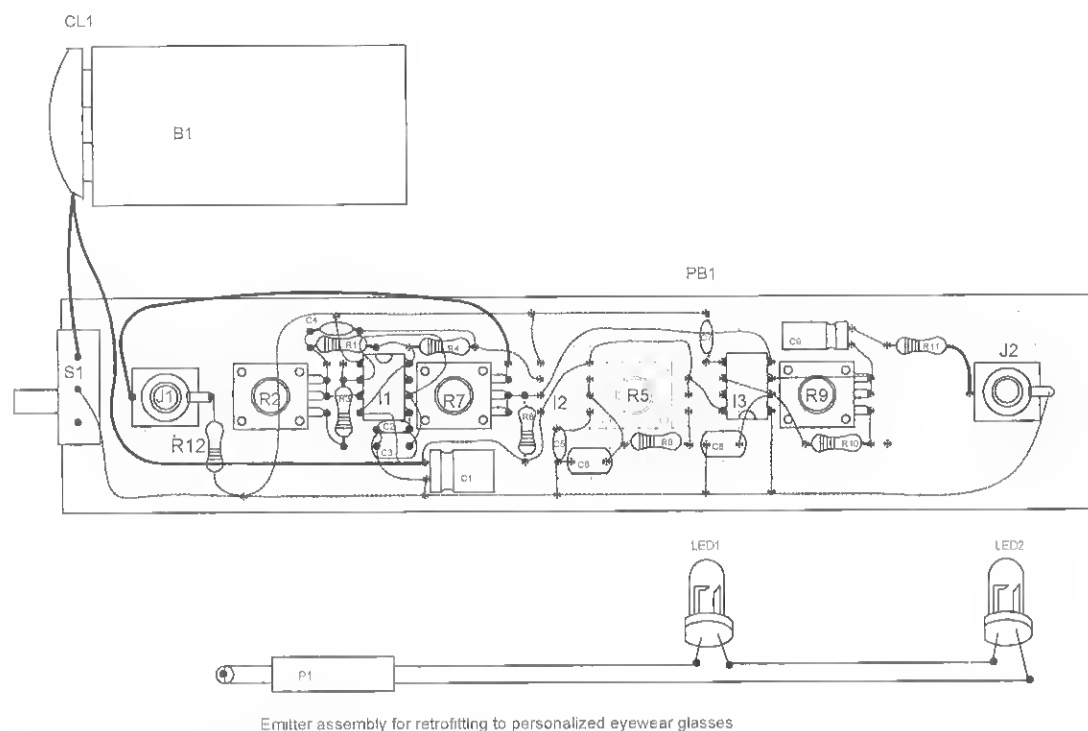 CL1
B1
PB1
S1
J1
R12
R2
C4
R1
R3
I1
C2
C3
R4
R7
C1
R6
I2
C5
C6
R5
R8
C7
I3
C8
C9
R9
R10
R11
J2
LED1
LED2
P1
Emitter assembly for retrofitting to personalized eyewear glasses